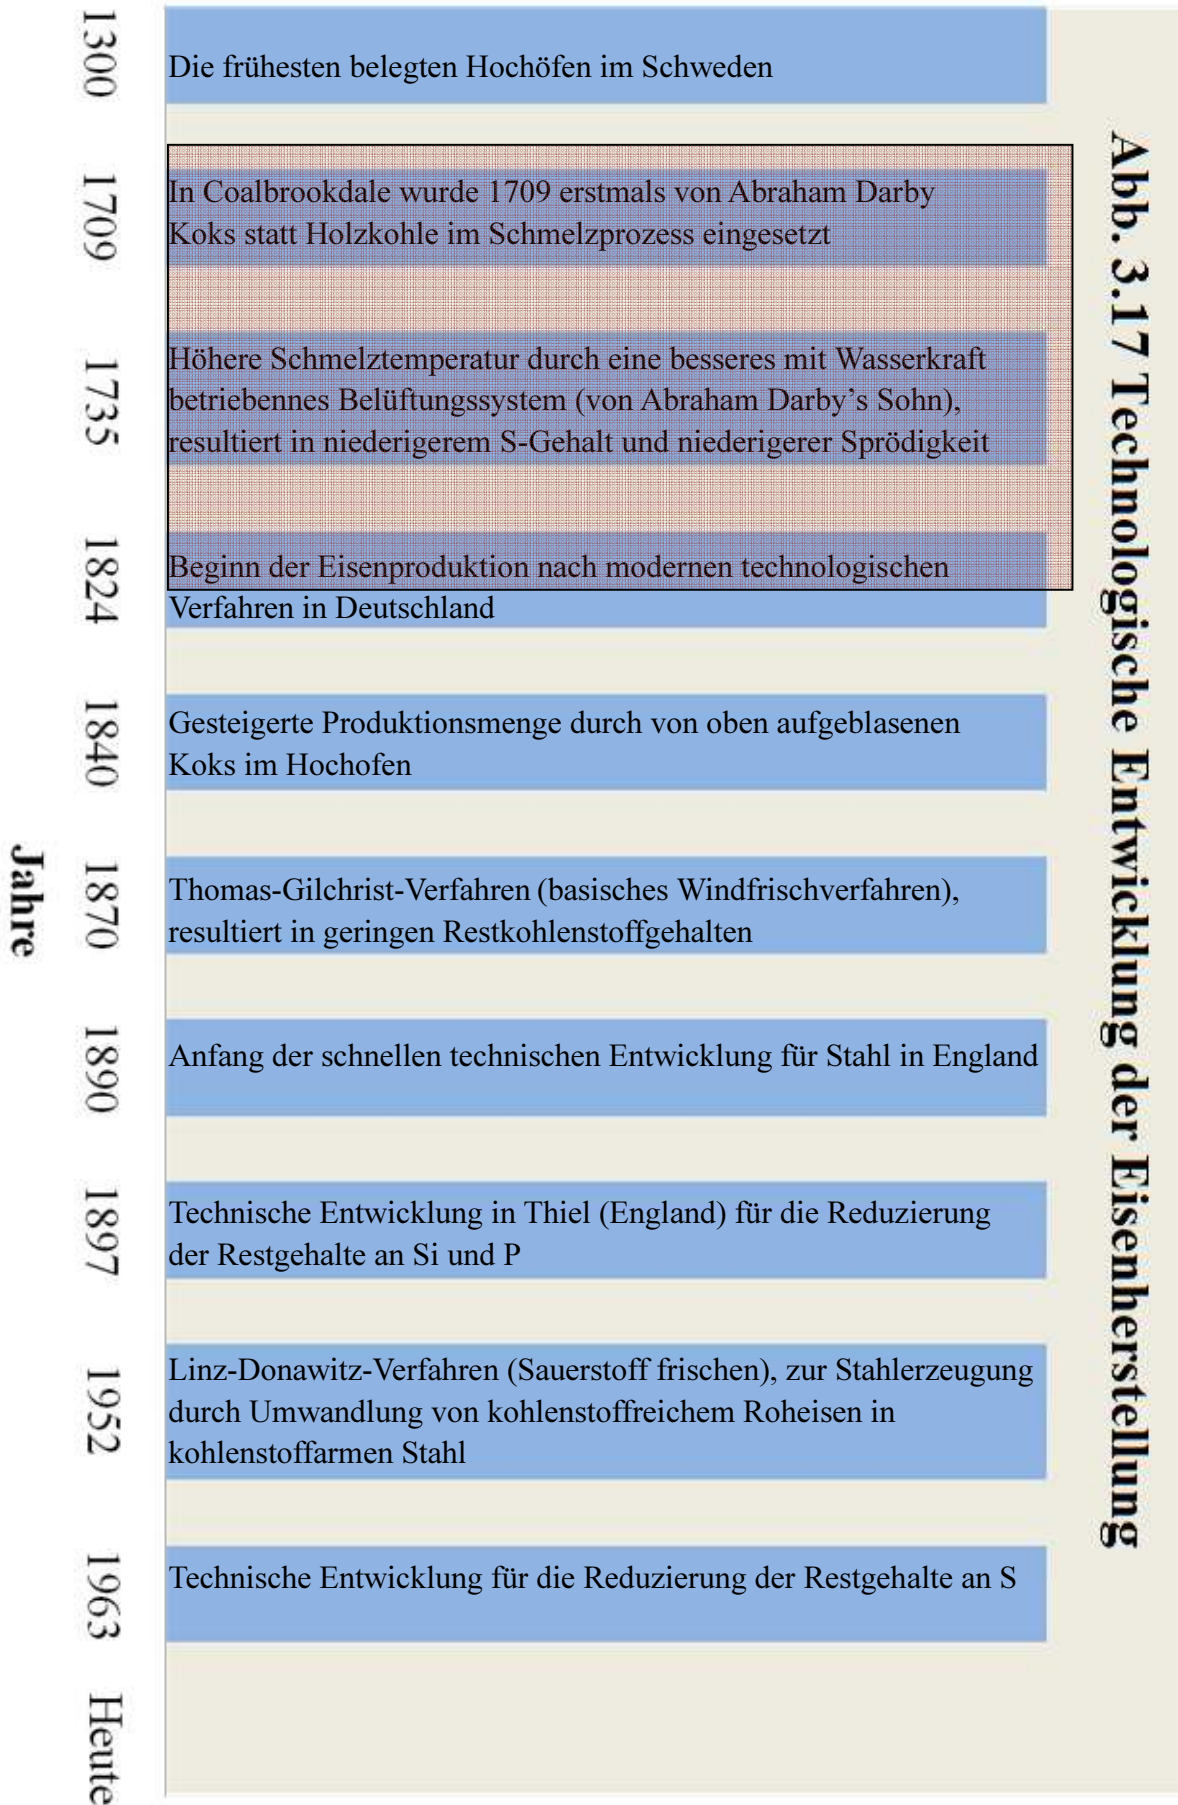 Abb. 3.17 Technologische Entwicklung der Eisenherstellung
1300
Die frühesten belegten Hochöfen im Schweden
1709
In Coalbrookdale wurde 1709 erstmals von Abraham Darby
Koks statt Holzkohle im Schmelzprozess eingesetzt
1735
Höhere Schmelztemperatur durch eine besseres mit Wasserkraft
betriebennes Belüftungssystem (von Abraham Darby's Sohn),
resultiert in niederigerem S-Gehalt und niederigerer Sprödigkeit
1824
Beginn der Eisenproduktion nach modernen technologischen
Verfahren in Deutschland
1840
Gesteigerte Produktionsmenge durch von oben aufgeblasenen
Koks im Hochofen
1870
Thomas-Gilchrist-Verfahren (basisches Windfrischverfahren),
resultiert in geringen Restkohlenstoffgehalten
1890
Anfang der schnellen technischen Entwicklung für Stahl in England
1897
Technische Entwicklung in Thiel (England) für die Reduzierung
der Restgehalte an Si und P
1952
Linz-Donawitz-Verfahren (Sauerstoff frischen), zur Stahlerzeugung
durch Umwandlung von kohlenstoffreichem Roheisen in
kohlenstoffarmen Stahl
1963
Technische Entwicklung für die Reduzierung der Restgehalte an S
Heute
Jahre